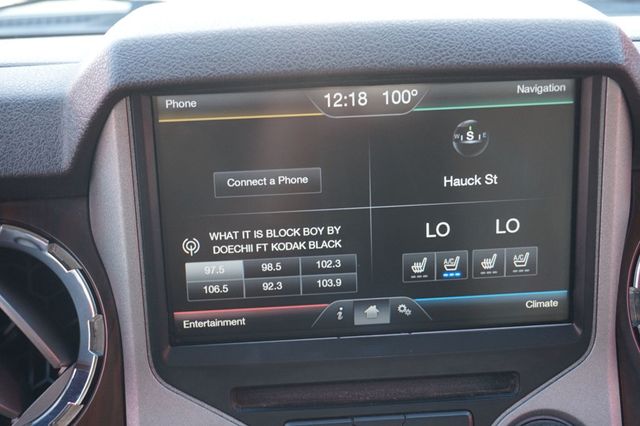 Phone
12:18 100°
Navigation
W S E
Connect a Phone
Hauck St
WHAT IT IS BLOCK BOY BY
DOECHII FT KODAK BLACK
LO LO
97.5 98.5 102.3
106.5 92.3 103.9
A/C A/C
Entertainment
i
Climate